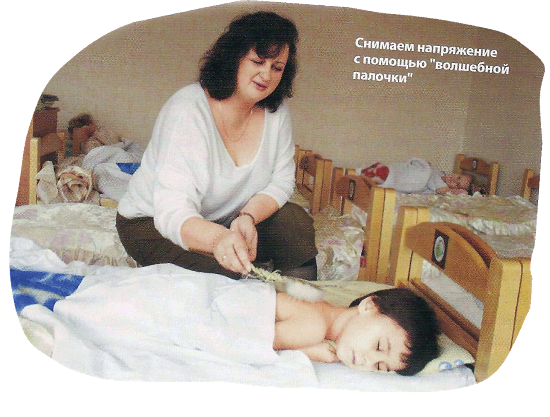 Снимаем напряжение
с помощью "волшебной
палочки"